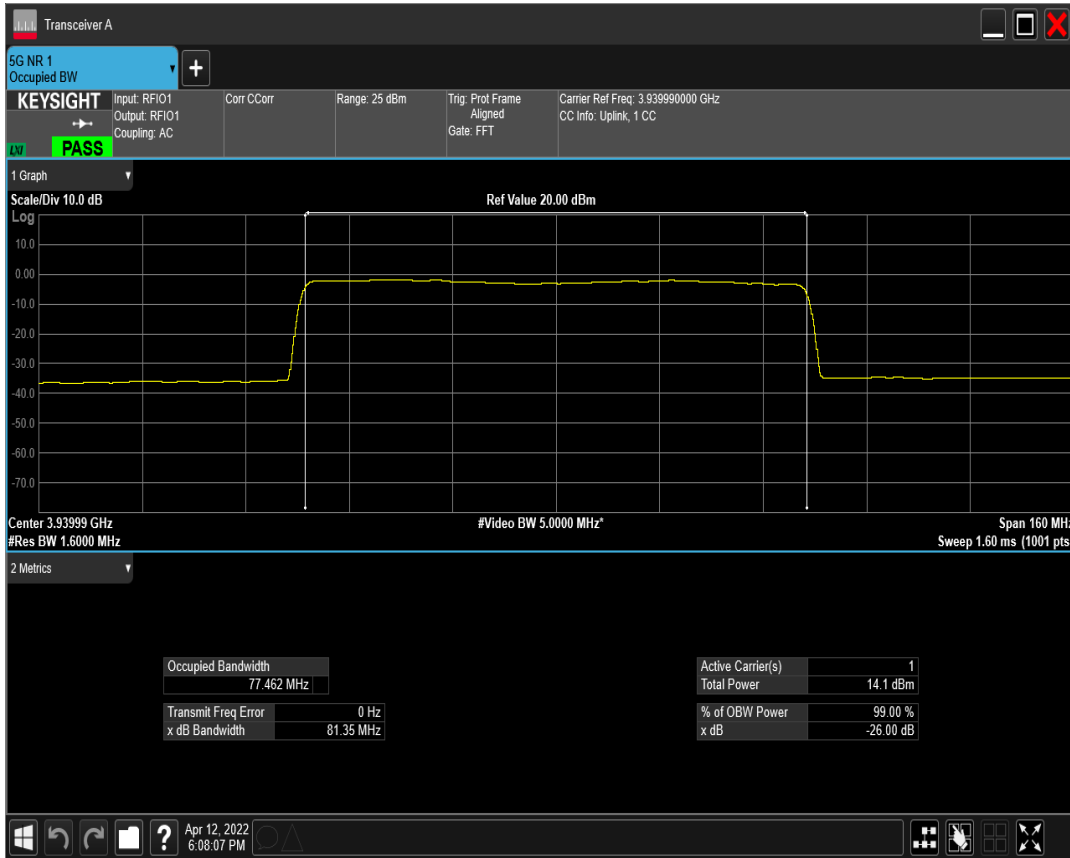 Transceiver A
5G NR 1
Occupied BW
KEYSIGHT
LXI
PASS
Input: RFIO1
Output: RFIO1
Coupling: AC
Corr CCorr
Range: 25 dBm
Trig: Prot Frame
Aligned
Gate: FFT
Carrier Ref Freq: 3.939990000 GHz
CC Info: Uplink, 1 CC
1 Graph
Scale/Div 10.0 dB
Ref Value 20.00 dBm
Log
10.0
0.00
-10.0
-20.0
-30.0
-40.0
-50.0
-60.0
-70.0
Center 3.93999 GHz
#Video BW 5.0000 MHz*
Span 160 MHz
#Res BW 1.6000 MHz
Sweep 1.60 ms (1001 pts
2 Metrics
Occupied Bandwidth
77.462 MHz
Transmit Freq Error 0 Hz
x dB Bandwidth 81.35 MHz
Active Carrier(s) 1
Total Power 14.1 dBm
% of OBW Power 99.00 %
x dB -26.00 dB
?
Apr 12, 2022
6:08:07 PM